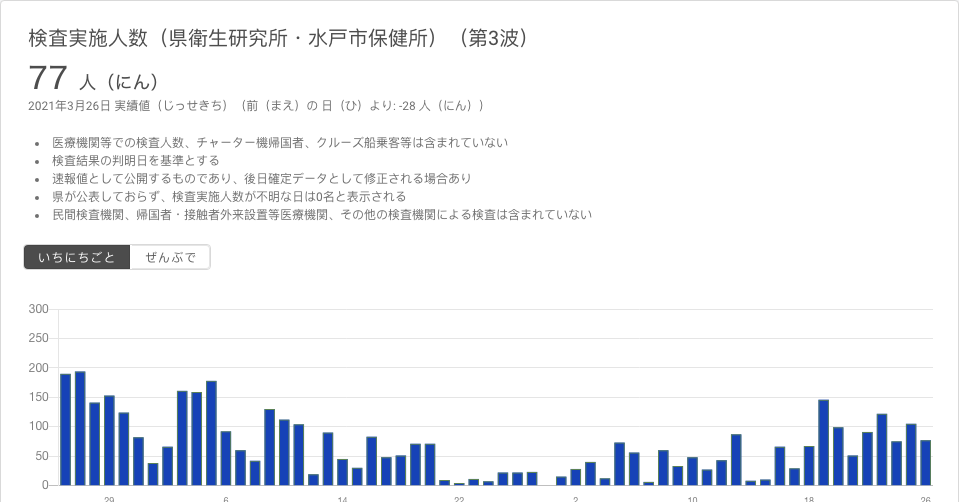 検査実施人数（県衛生研究所・水戸市保健所）（第3波）
77 人（にん）
2021年3月26日 実績値（じっせきち）（前（まえ）の 日（ひ）より: -28 人（にん））
• 医療機関等での検査人数、チャーター機帰国者、クルーズ船乗客等は含まれていない
• 検査結果の判明日を基準とする
• 速報値として公開するものであり、後日確定データとして修正される場合あり
• 県が公表しておらず、検査実施人数が不明な日は0名と表示される
• 民間検査機関、帰国者・接触者外来設置等医療機関、その他の検査機関による検査は含まれていない
いちにちごと ぜんぶで
300
250
200
150
100
50
0
29 6 14 22 2 10 18 26